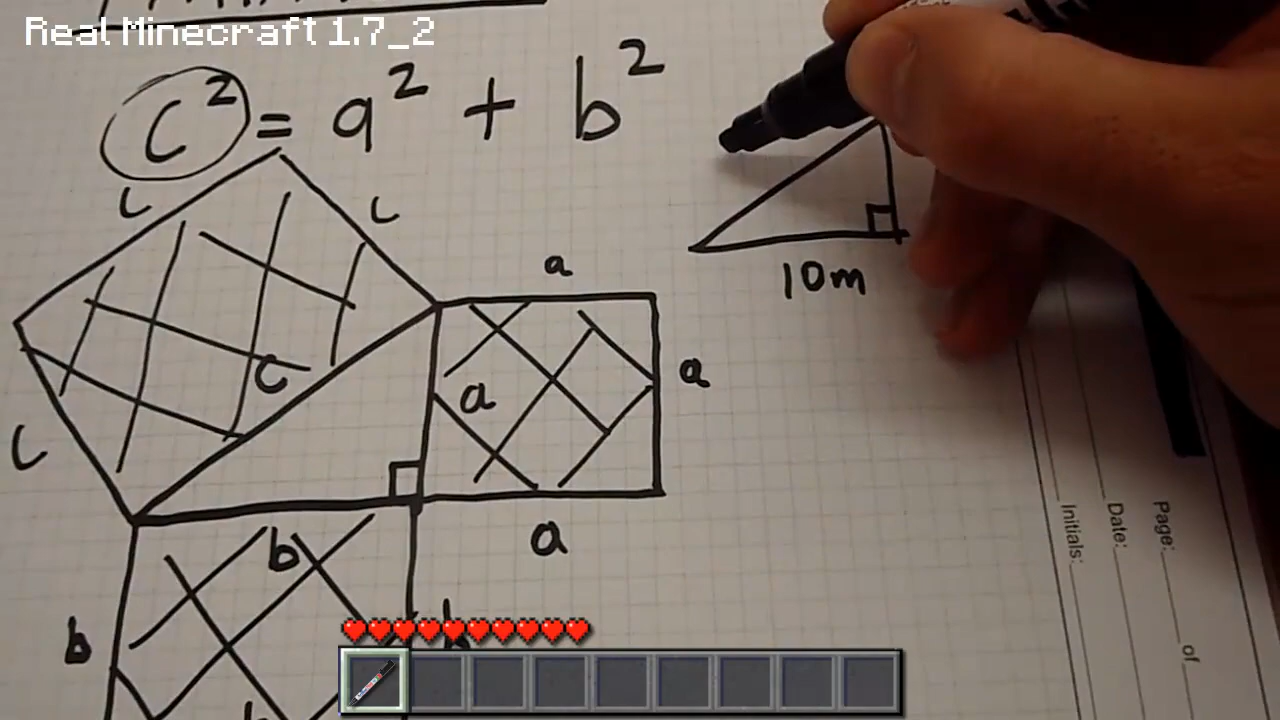 Real Minecraft 1.7_2
c² = a² + b²
c
c
a
10m
c
a
a
c
a
b
b
b
Page:
of
Date:
Initials: